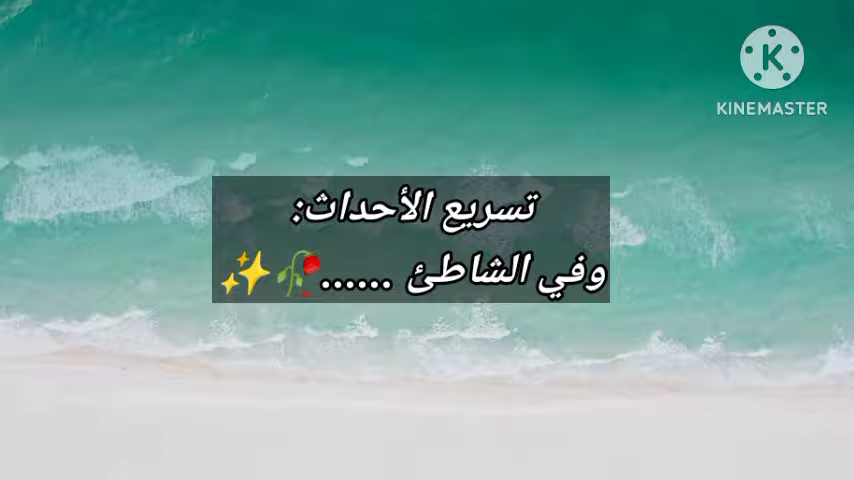 KINEMASTER
تسريع الأحداث:
وفي الشاطئ ......🥀✨